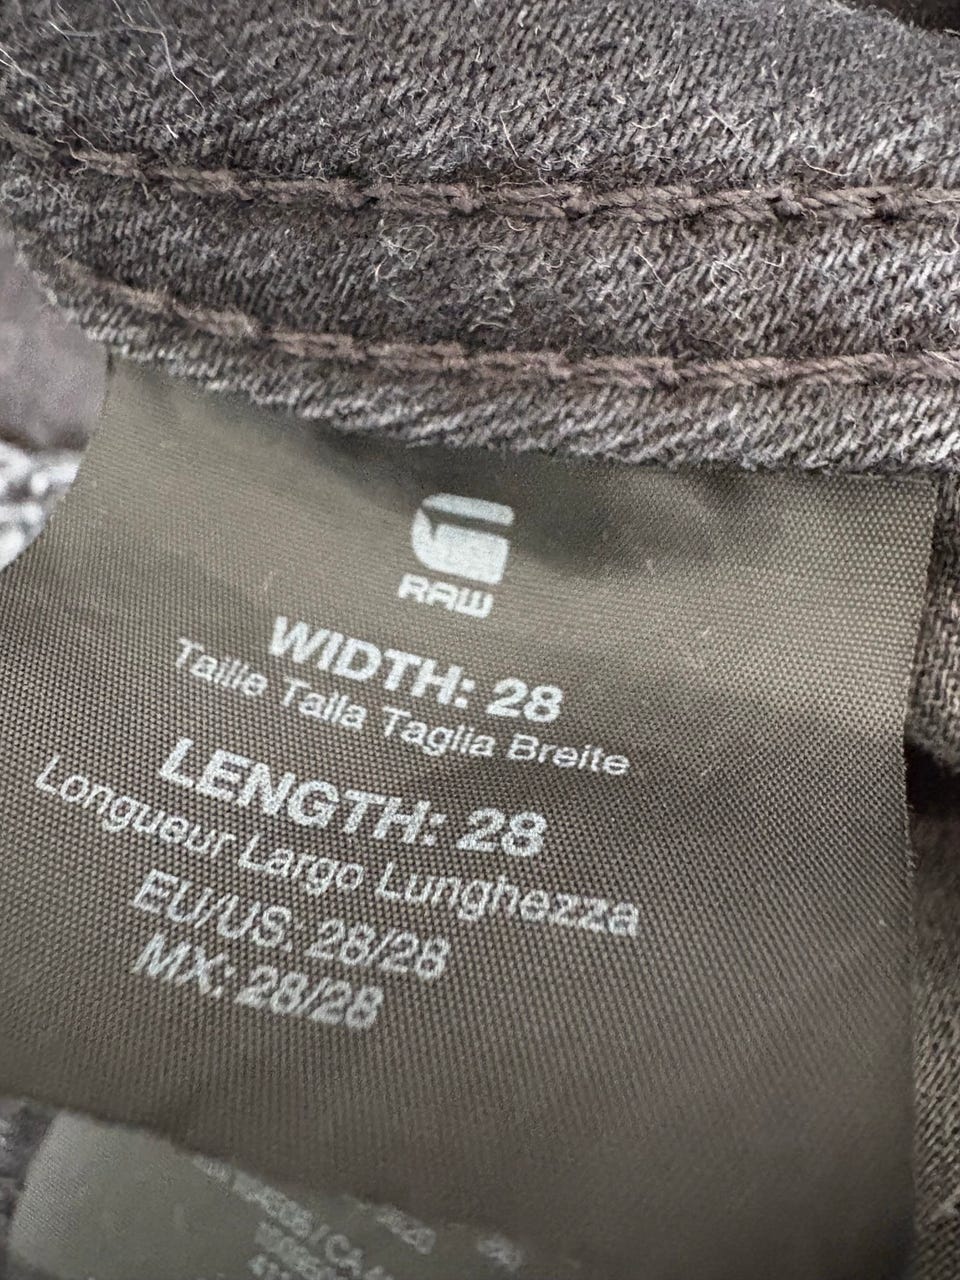 RAW
WIDTH: 28
Taille Talla Taglia Breite
LENGTH: 28
Longueur Largo Lunghezza
EU/US: 28/28
MX: 28/28